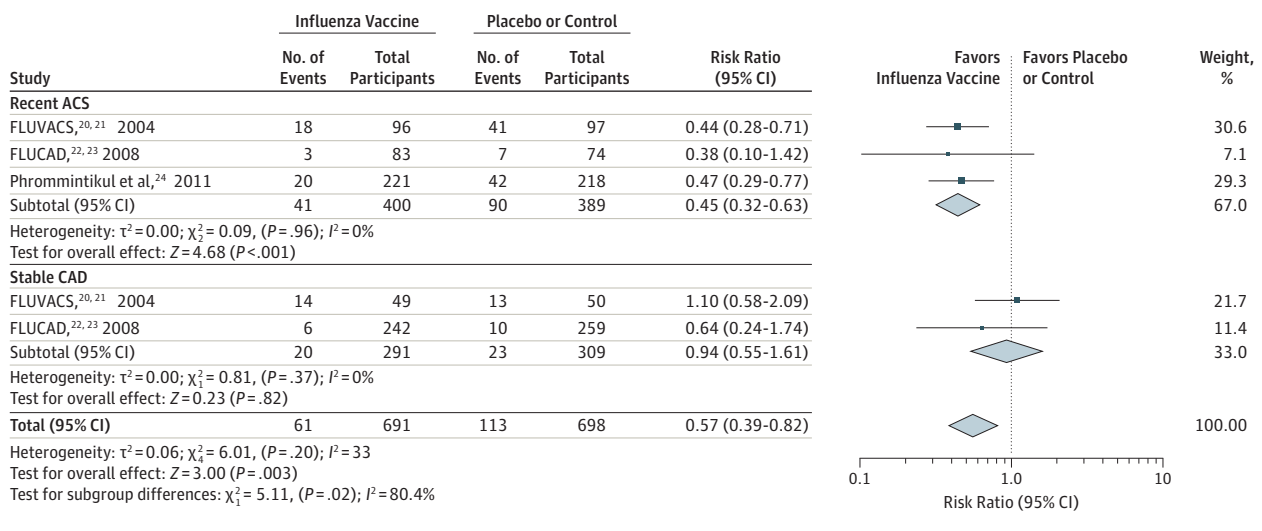 Influenza Vaccine Placebo or Control
No. of Total No. of Total Risk Ratio Favors Favors Placebo Weight,
Study Events Participants Events Participants (95% CI) Influenza Vaccine or Control %
Recent ACS
FLUVACS,20, 21 2004 18 96 41 97 0.44 (0.28-0.71) 30.6
FLUCAD,22, 23 2008 3 83 7 74 0.38 (0.10-1.42) 7.1
Phrommintikul et al,24 2011 20 221 42 218 0.47 (0.29-0.77) 29.3
Subtotal (95% CI) 41 400 90 389 0.45 (0.32-0.63) 67.0
Heterogeneity: τ²=0.00; χ²₂=0.09, (P=.96); I²=0%
Test for overall effect: Z=4.68 (P<.001)
Stable CAD
FLUVACS,20, 21 2004 14 49 13 50 1.10 (0.58-2.09) 21.7
FLUCAD,22, 23 2008 6 242 10 259 0.64 (0.24-1.74) 11.4
Subtotal (95% CI) 20 291 23 309 0.94 (0.55-1.61) 33.0
Heterogeneity: τ²=0.00; χ²₁=0.81, (P=.37); I²=0%
Test for overall effect: Z=0.23 (P=.82)
Total (95% CI) 61 691 113 698 0.57 (0.39-0.82) 100.00
Heterogeneity: τ²=0.06; χ²₄=6.01, (P=.20); I²=33
Test for overall effect: Z=3.00 (P=.003)
Test for subgroup differences: χ²₁=5.11, (P=.02); I²=80.4%
0.1 1.0 10
Risk Ratio (95% CI)